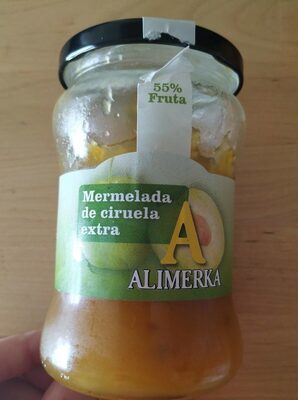 55%
Fruta
Mermelada
de ciruela
extra
A
ALIMERKA